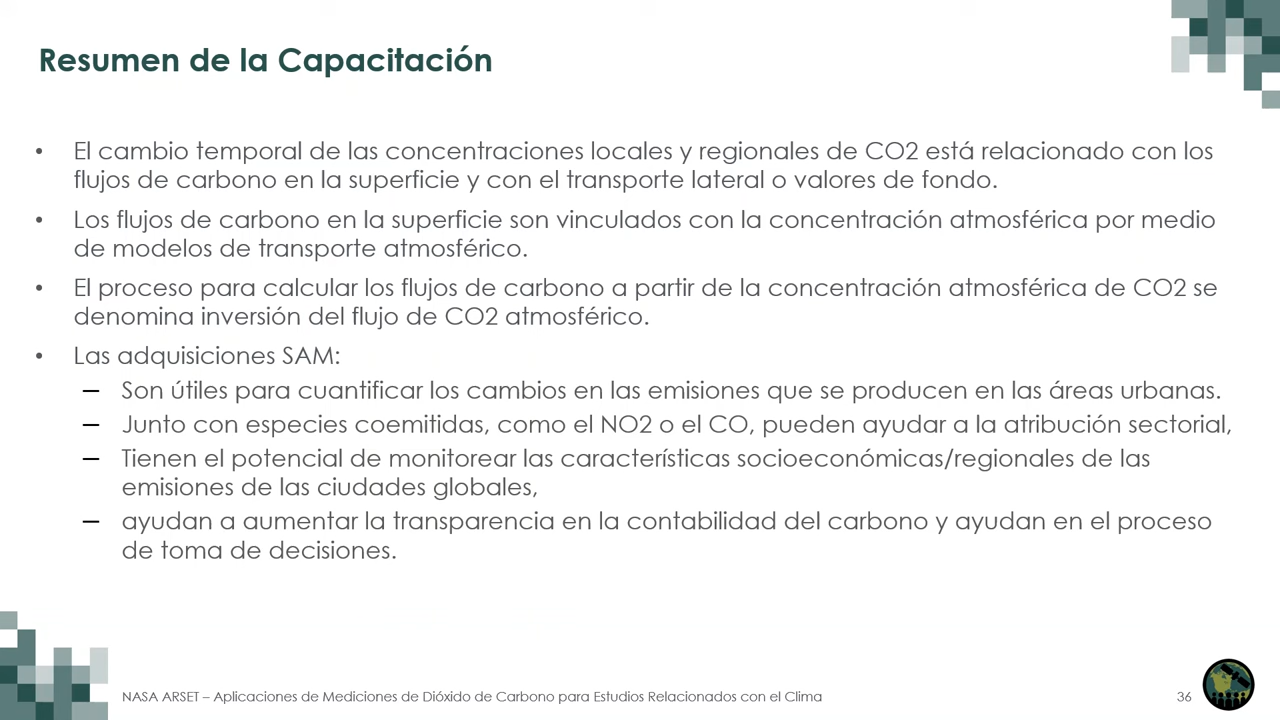 Resumen de la Capacitación
• El cambio temporal de las concentraciones locales y regionales de CO2 está relacionado con los
flujos de carbono en la superficie y con el transporte lateral o valores de fondo.
• Los flujos de carbono en la superficie son vinculados con la concentración atmosférica por medio
de modelos de transporte atmosférico.
• El proceso para calcular los flujos de carbono a partir de la concentración atmosférica de CO2 se
denomina inversión del flujo de CO2 atmosférico.
• Las adquisiciones SAM:
— Son útiles para cuantificar los cambios en las emisiones que se producen en las áreas urbanas.
— Junto con especies coemitidas, como el NO2 o el CO, pueden ayudar a la atribución sectorial,
— Tienen el potencial de monitorear las características socioeconómicas/regionales de las
emisiones de las ciudades globales,
— ayudan a aumentar la transparencia en la contabilidad del carbono y ayudan en el proceso
de toma de decisiones.
NASA ARSET – Aplicaciones de Mediciones de Dióxido de Carbono para Estudios Relacionados con el Clima
36